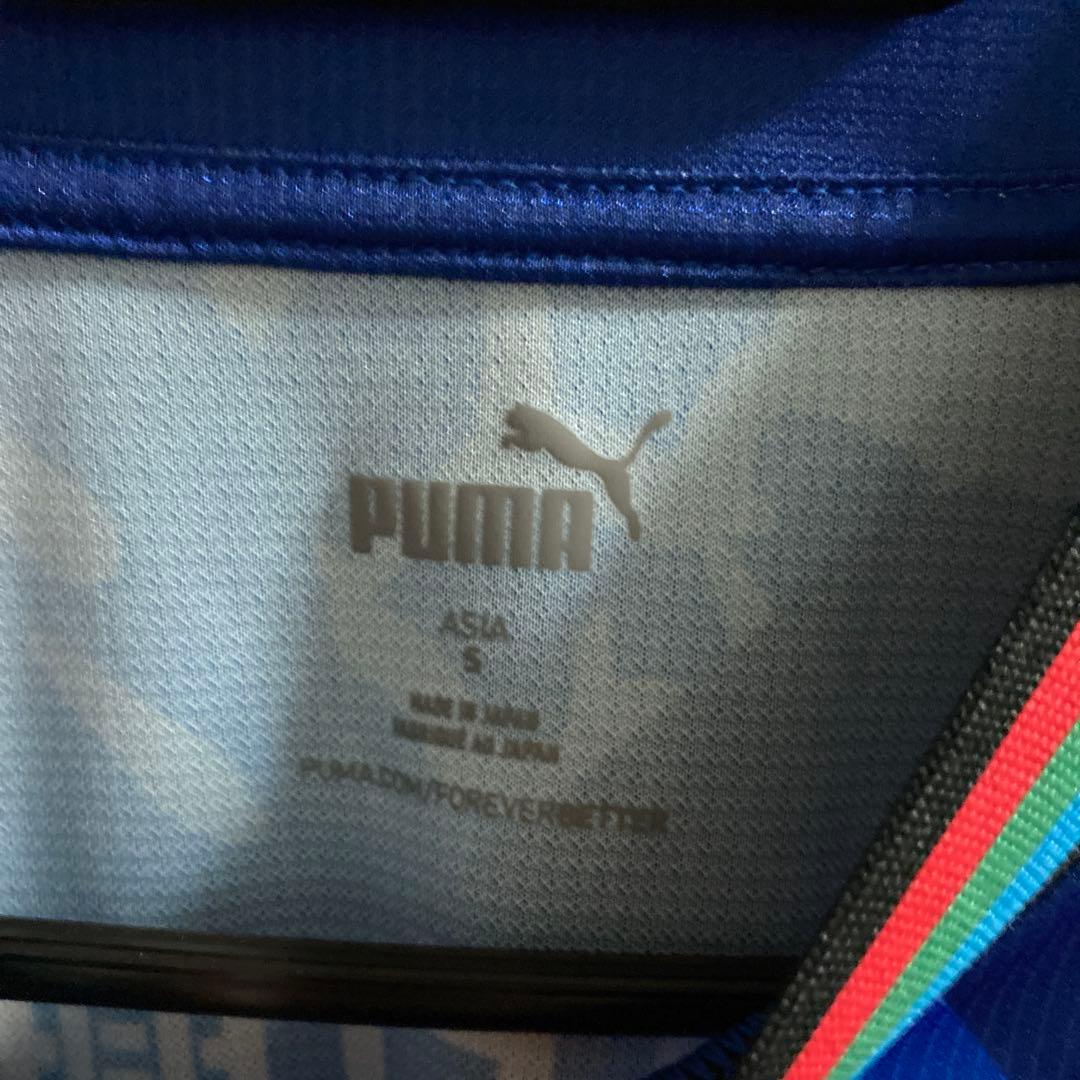 PUMA
ASIA
S
MADE IN JAPAN
FABRIQUÉ AU JAPAN
PUMA.COM/FOREVERBETTER